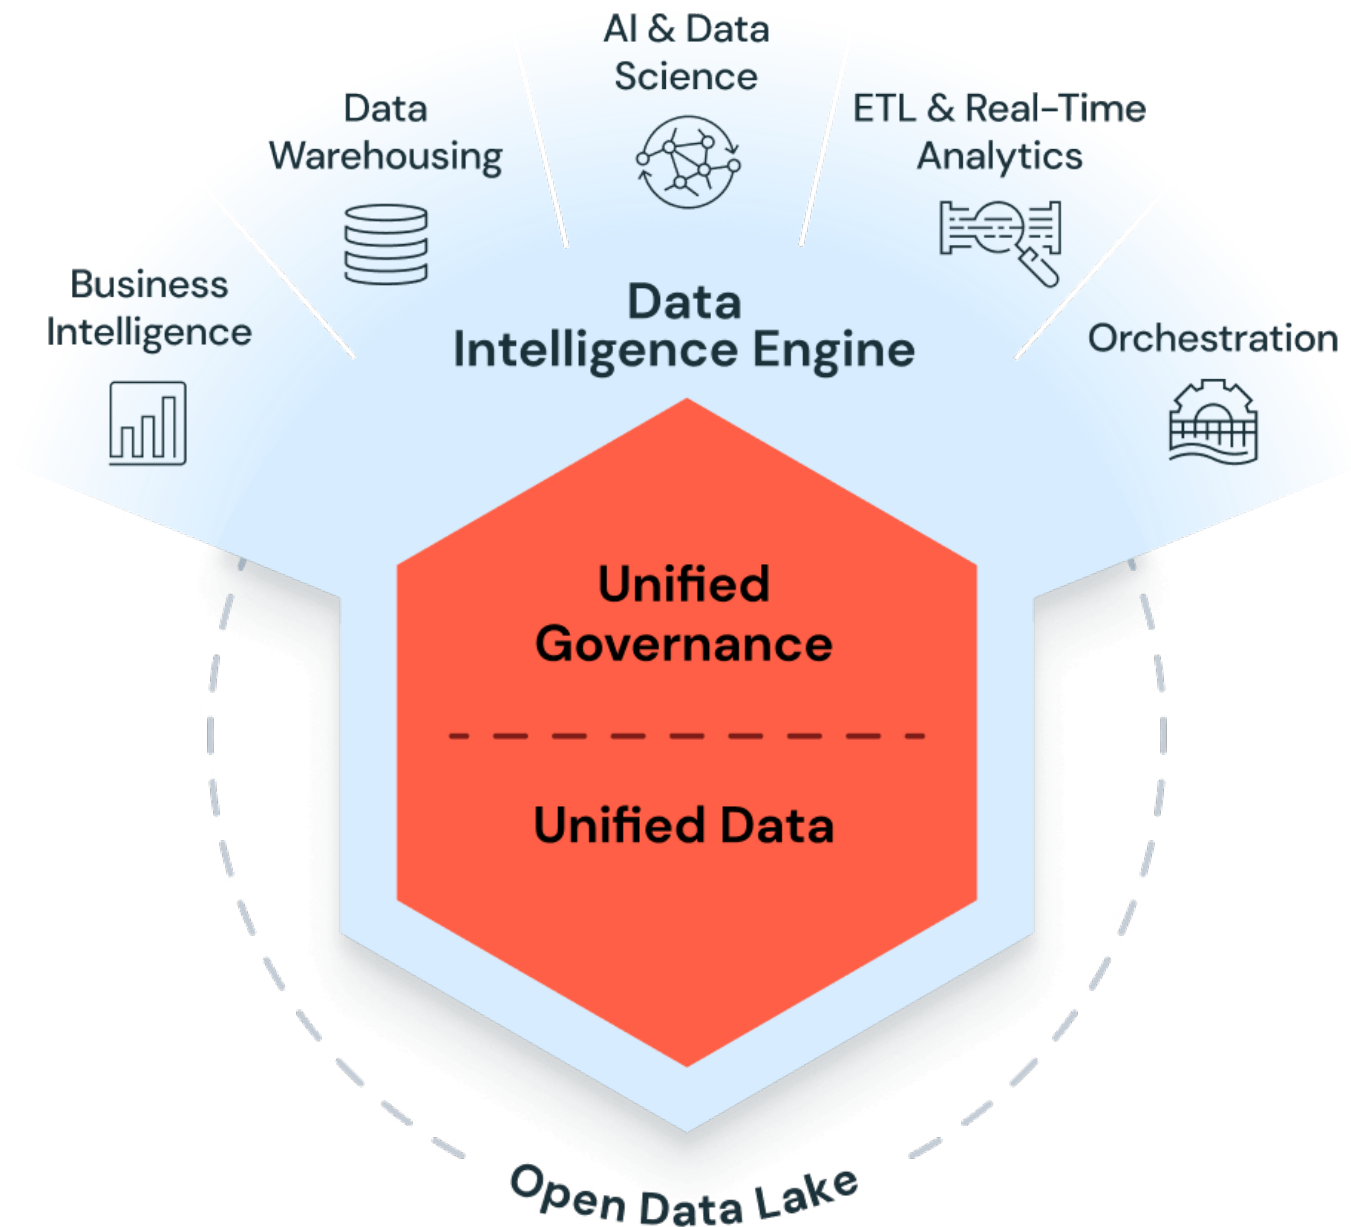 AI & Data
Science
Data
Warehousing
ETL & Real-Time
Analytics
Business
Intelligence
Orchestration
Data
Intelligence Engine
Unified
Governance
Unified Data
Open Data Lake